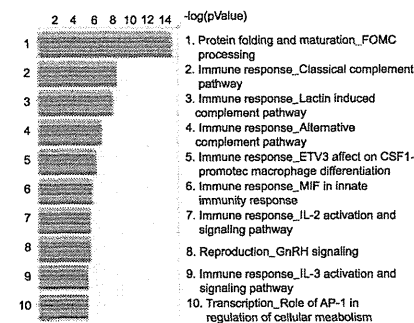 2 4 6 8 10 12 14 -log(pValue)
1 1. Protein folding and maturation_FOMC
processing
2 2. Immune response_Classical complement
pathway
3 3. Immune response_Lactin induced
complement pathway
4 4. Immune response_Alternative
complement pathway
5 5. Immune response_ETV3 affect on CSF1-
promotec macrophage differentiation
6 6. Immune response_MIF in innate
immunity response
7 7. Immune response_IL-2 activation and
signaling pathway
8 8. Reproduction_GnRH signaling
9 9. Immune response_IL-3 activation and
signaling pathway
10 10. Transcription_Role of AP-1 in
regulation of cellular metabolism